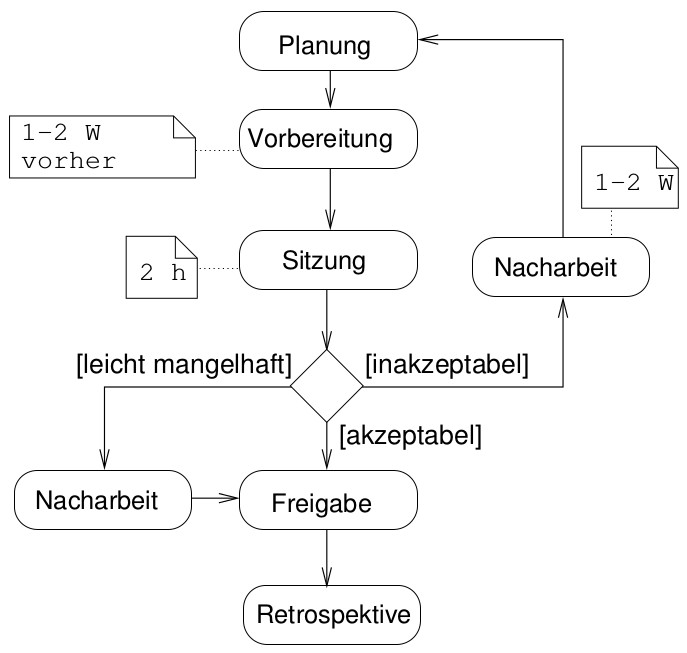 Planung
1-2 W
vorher
Vorbereitung
1-2 W
2 h
Sitzung
Nacharbeit
[leicht mangelhaft]
[inakzeptabel]
[akzeptabel]
Nacharbeit
Freigabe
Retrospektive